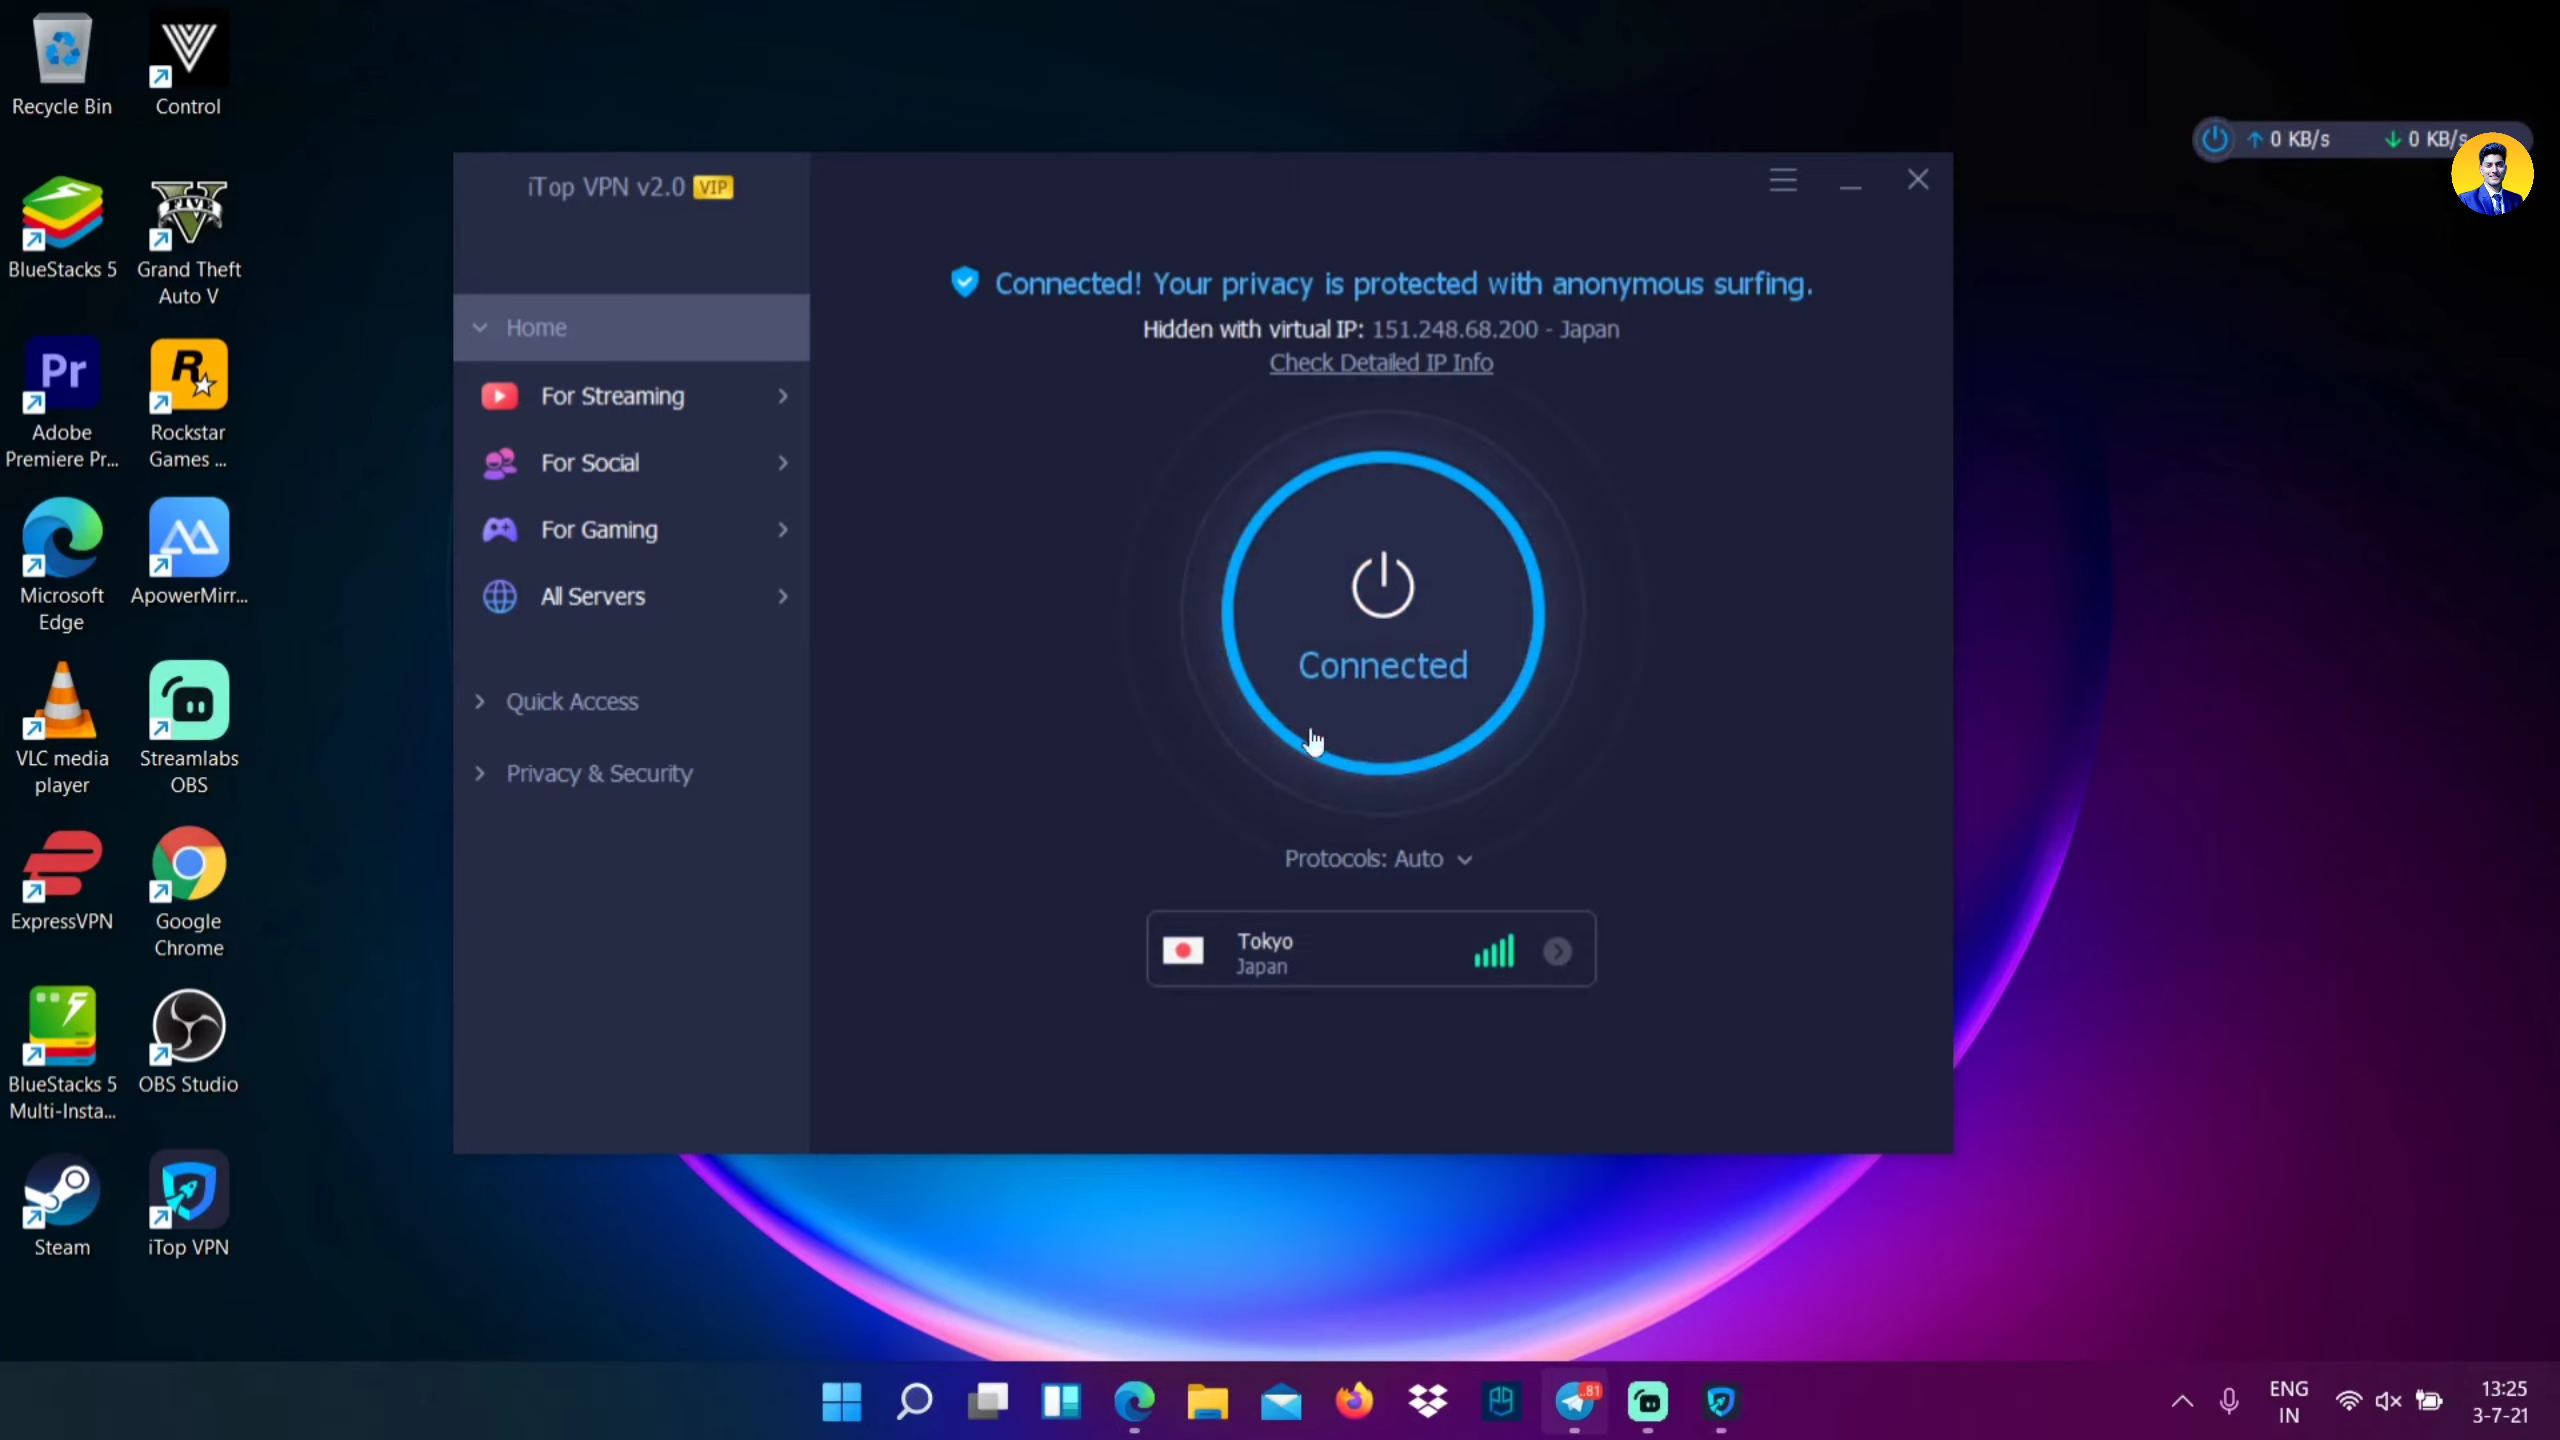 Recycle Bin
Control
BlueStacks 5
Grand Theft
Auto V
Pr
Adobe
Premiere Pr...
R
Rockstar
Games ...
Microsoft
Edge
ApowerMirr...
VLC media
player
Streamlabs
OBS
ExpressVPN
Google
Chrome
BlueStacks 5
Multi-Insta...
OBS Studio
Steam
iTop VPN
V
FIVE
iTop VPN v2.0 VIP
Home
For Streaming
For Social
For Gaming
All Servers
Quick Access
Privacy & Security
Connected! Your privacy is protected with anonymous surfing.
Hidden with virtual IP: 151.248.68.200 - Japan
Check Detailed IP Info
Connected
Protocols: Auto
Tokyo
Japan
0 KB/s
0 KB/s
..81
ENG
IN
13:25
3-7-21